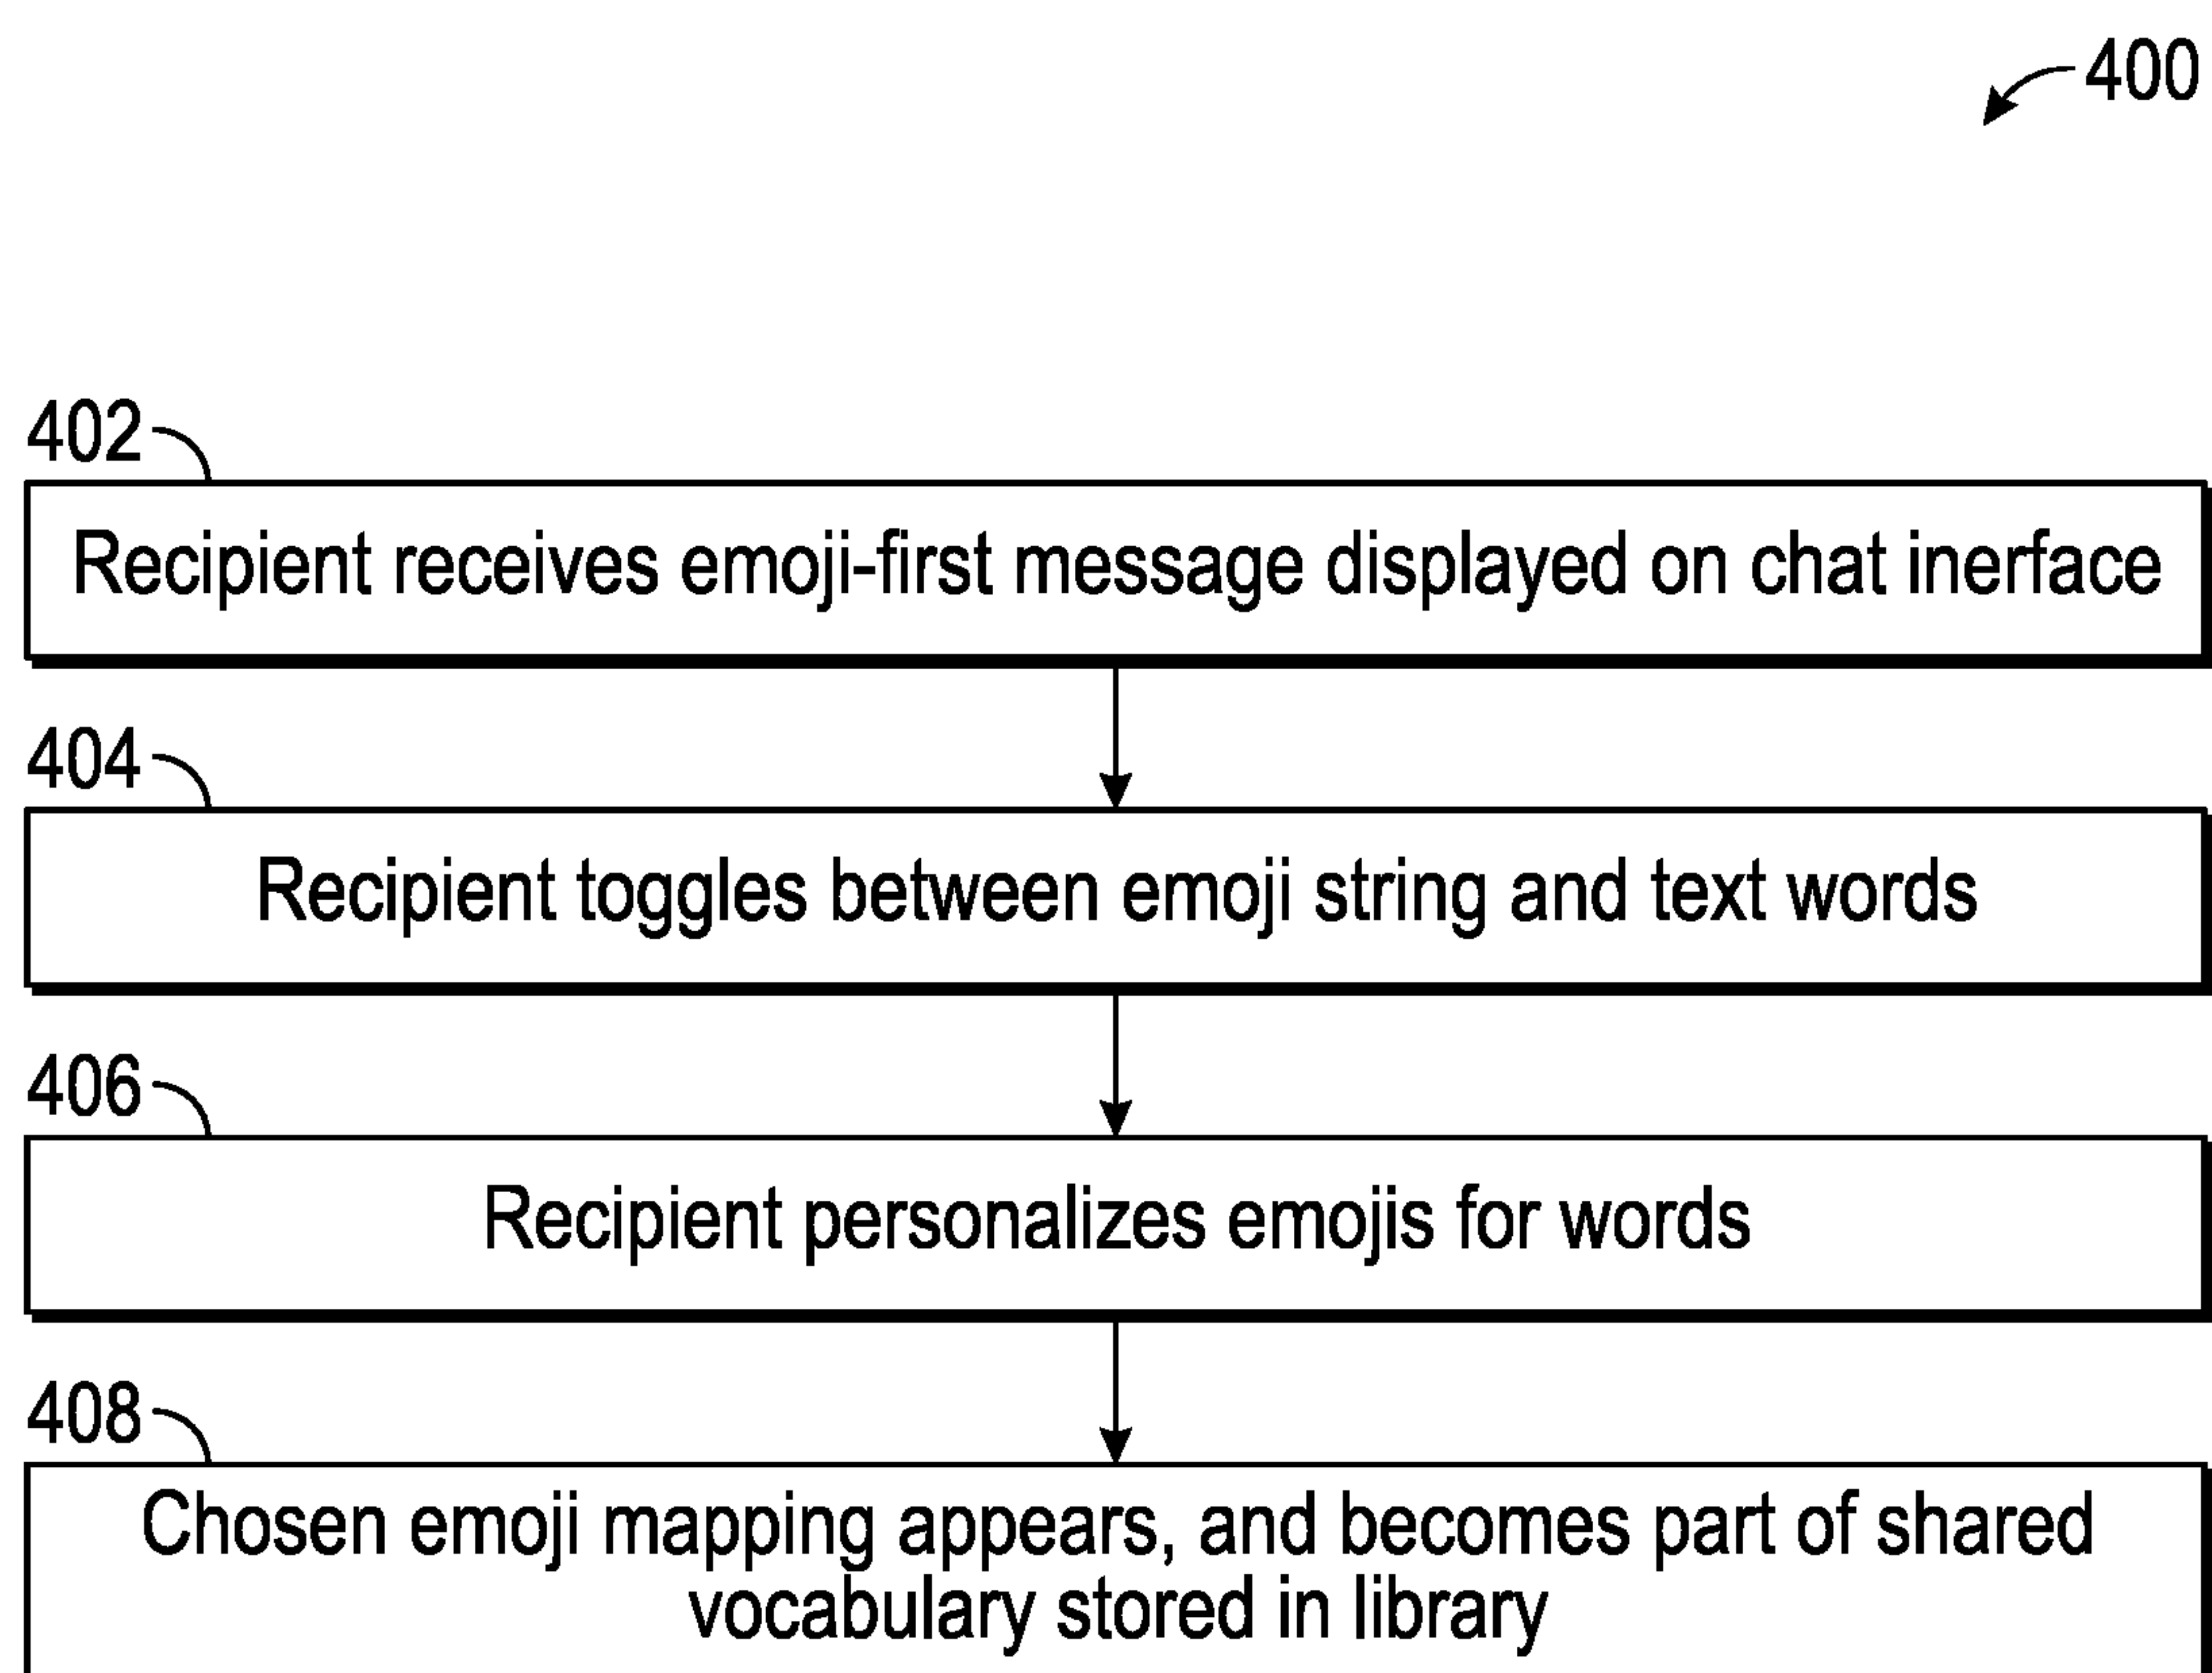 400
402
Recipient receives emoji-first message displayed on chat inerface
404
Recipient toggles between emoji string and text words
406
Recipient personalizes emojis for words
408
Chosen emoji mapping appears, and becomes part of shared
vocabulary stored in library